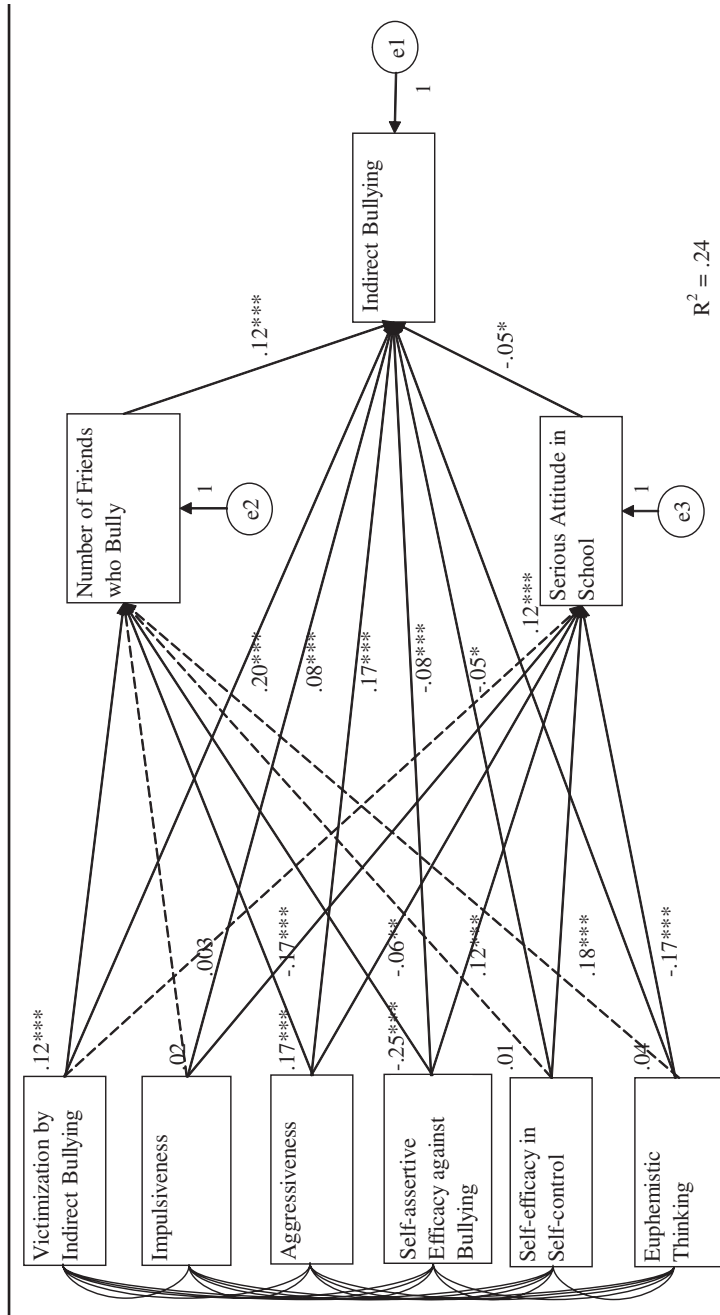 Victimization by
Indirect Bullying
Impulsiveness
Aggressiveness
Self-assertive
Efficacy against
Bullying
Self-efficacy in
Self-control
Euphemistic
Thinking
.12***
.02
.17***
-.25***
.01
.04
.003
-.17***
-.06**
.12***
.18***
-.17***
.20***
.08***
.17***
-.08***
-.05*
.12***
Number of Friends
who Bully
1
e2
Serious Attitude in
School
1
e3
.12***
-.05*
Indirect Bullying
1
e1
R² = .24